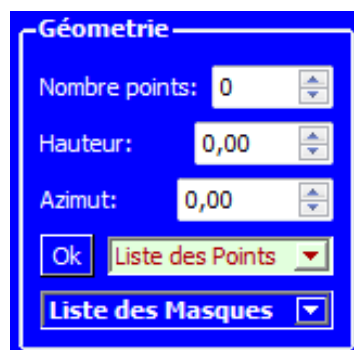 Géometrie
Nombre points: 0
Hauteur: 0,00
Azimut: 0,00
Ok Liste des Points
Liste des Masques